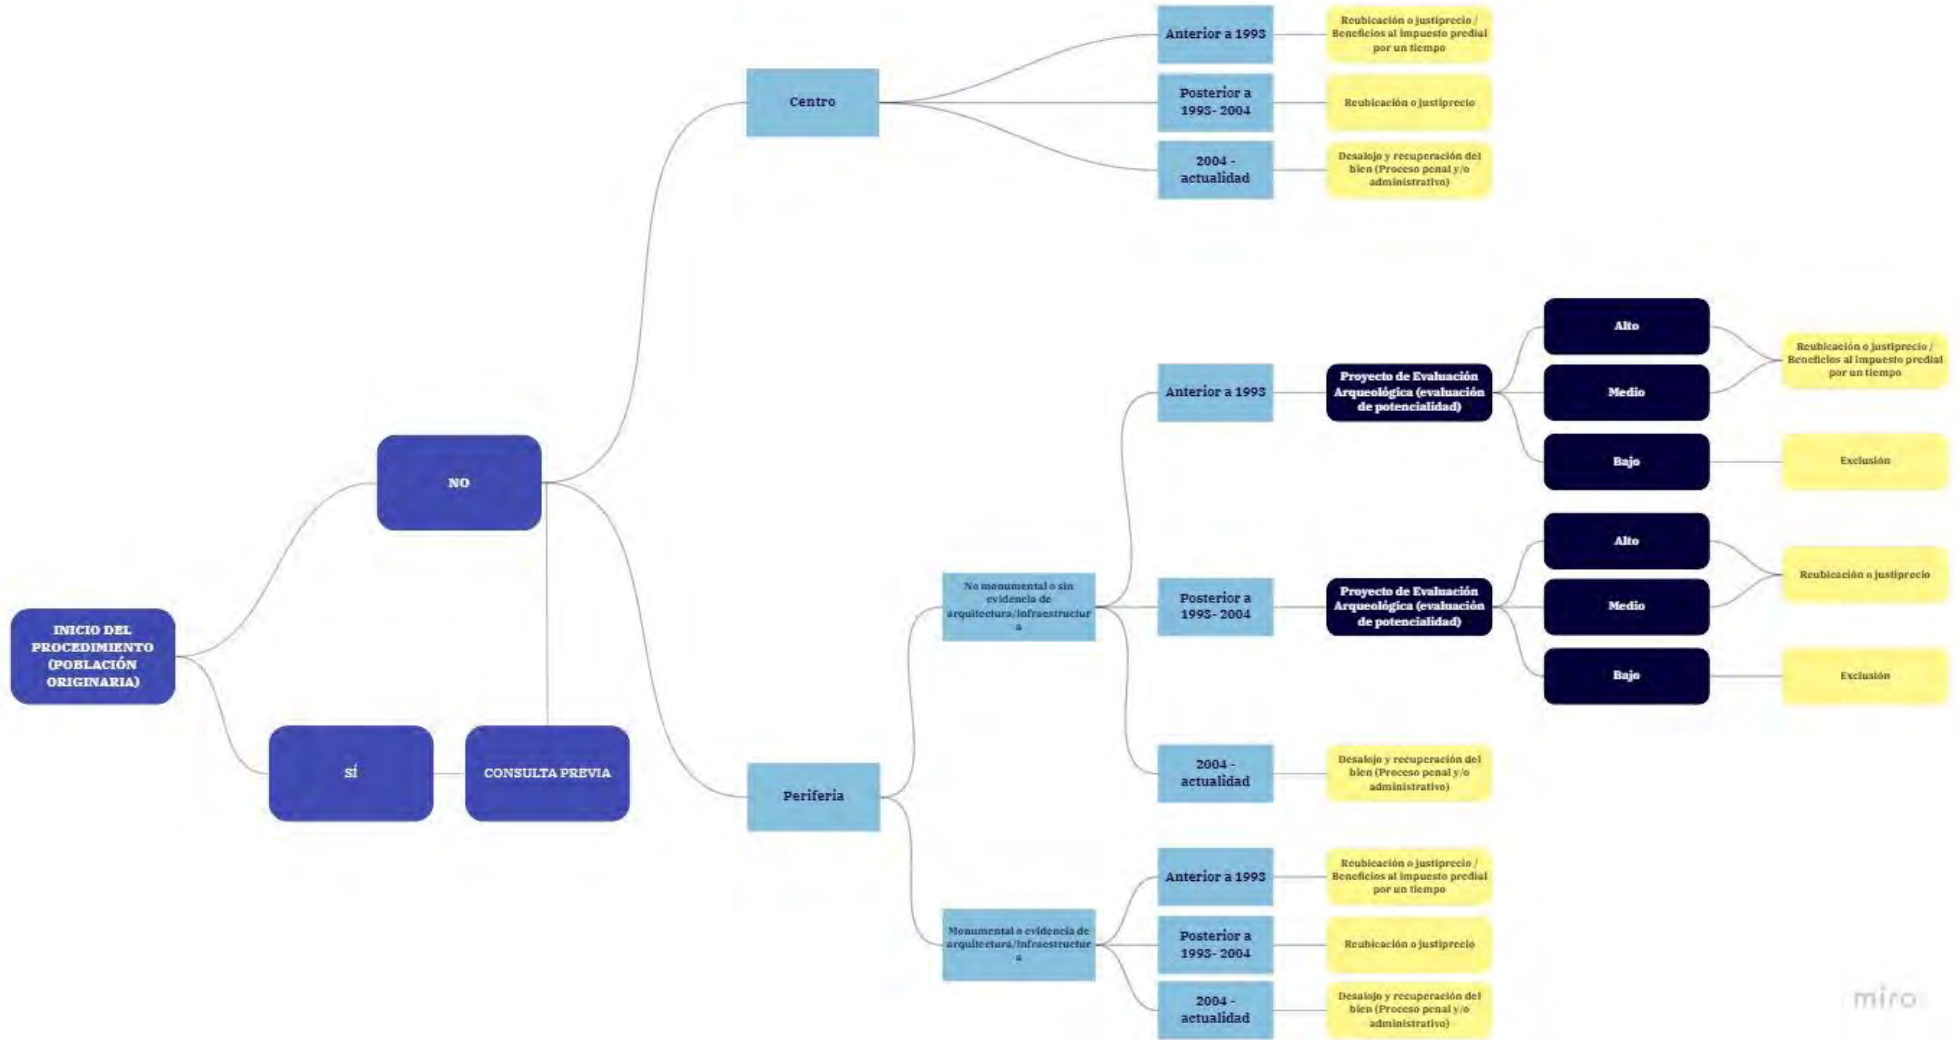 INICIO DEL
PROCEDIMIENTO
(POBLACIÓN
ORIGINARIA)
NO
SÍ
CONSULTA PREVIA
Centro
Anterior a 1993
Reubicación o justiprecio /
Beneficios al impuesto predial
por un tiempo
Posterior a
1993- 2004
Reubicación o justiprecio
2004 -
actualidad
Desalojo y recuperación del
bien (Proceso penal y/o
administrativo)
Periferia
No monumental o sin
evidencia de
arquitectura/infraestructur
a
Anterior a 1993
Proyecto de Evaluación
Arqueológica (evaluación
de potencialidad)
Alto
Medio
Reubicación o justiprecio /
Beneficios al impuesto predial
por un tiempo
Bajo
Exclusión
Posterior a
1993- 2004
Proyecto de Evaluación
Arqueológica (evaluación
de potencialidad)
Alto
Medio
Reubicación o justiprecio
Bajo
Exclusión
2004 -
actualidad
Desalojo y recuperación del
bien (Proceso penal y/o
administrativo)
Monumental o evidencia de
arquitectura/infraestructur
a
Anterior a 1993
Reubicación o justiprecio /
Beneficios al impuesto predial
por un tiempo
Posterior a
1993- 2004
Reubicación o justiprecio
2004 -
actualidad
Desalojo y recuperación del
bien (Proceso penal y/o
administrativo)
miro